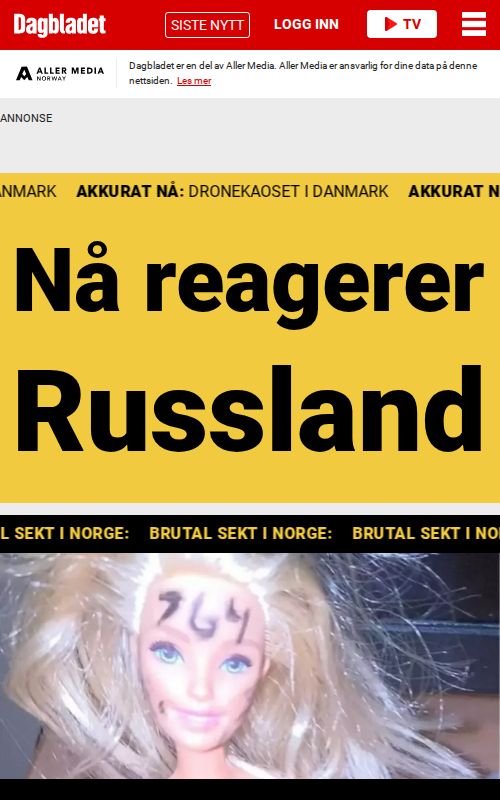 Dagbladet
SISTE NYTT
LOGG INN
TV
ALLER MEDIA
NORWAY
Dagbladet er en del av Aller Media. Aller Media er ansvarlig for dine data på denne
nettsiden. Les mer
ANNONSE
ANMARK AKKURAT NÅ: DRONEKAOSET I DANMARK AKKURAT N
Nå reagerer
Russland
L SEKT I NORGE: BRUTAL SEKT I NORGE: BRUTAL SEKT I NO
764